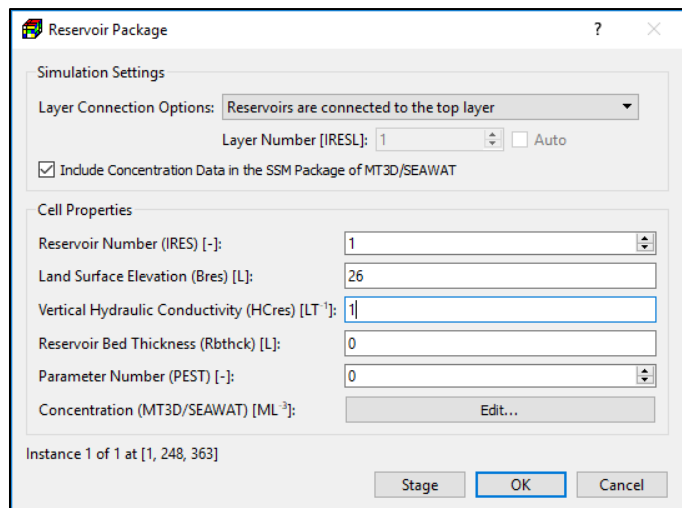 Reservoir Package ?
Simulation Settings
Layer Connection Options: Reservoirs are connected to the top layer
Layer Number [IRESL]: 1 Auto
Include Concentration Data in the SSM Package of MT3D/SEAWAT
Cell Properties
Reservoir Number (IRES) [-]: 1
Land Surface Elevation (Bres) [L]: 26
Vertical Hydraulic Conductivity (HCres) [LT⁻¹]: 1
Reservoir Bed Thickness (Rbthck) [L]: 0
Parameter Number (PEST) [-]: 0
Concentration (MT3D/SEAWAT) [ML⁻³]: Edit...
Instance 1 of 1 at [1, 248, 363]
Stage OK Cancel